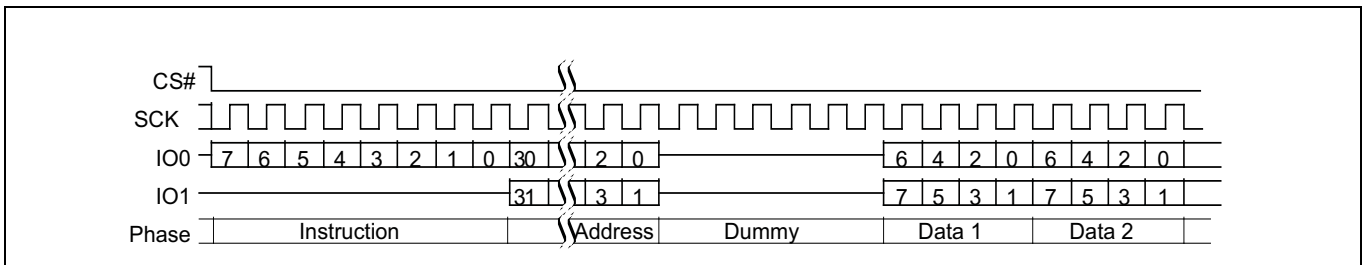 CS#
SCK
IO0 7 6 5 4 3 2 1 0 30 2 0 6 4 2 0 6 4 2 0
IO1 31 3 1 7 5 3 1 7 5 3 1
Phase Instruction Address Dummy Data 1 Data 2